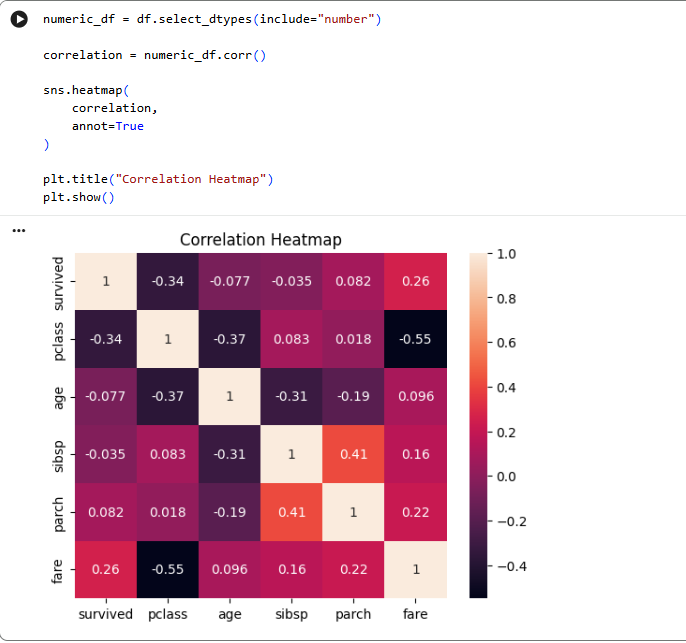 numeric_df = df.select_dtypes(include="number")
correlation = numeric_df.corr()
sns.heatmap(
    correlation,
    annot=True
)
plt.title("Correlation Heatmap")
plt.show()
Correlation Heatmap
survived 1 -0.34 -0.077 -0.035 0.082 0.26
pclass -0.34 1 -0.37 0.083 0.018 -0.55
age -0.077 -0.37 1 -0.31 -0.19 0.096
sibsp -0.035 0.083 -0.31 1 0.41 0.16
parch 0.082 0.018 -0.19 0.41 1 0.22
fare 0.26 -0.55 0.096 0.16 0.22 1
survived pclass age sibsp parch fare
1.0
0.8
0.6
0.4
0.2
0.0
−0.2
−0.4